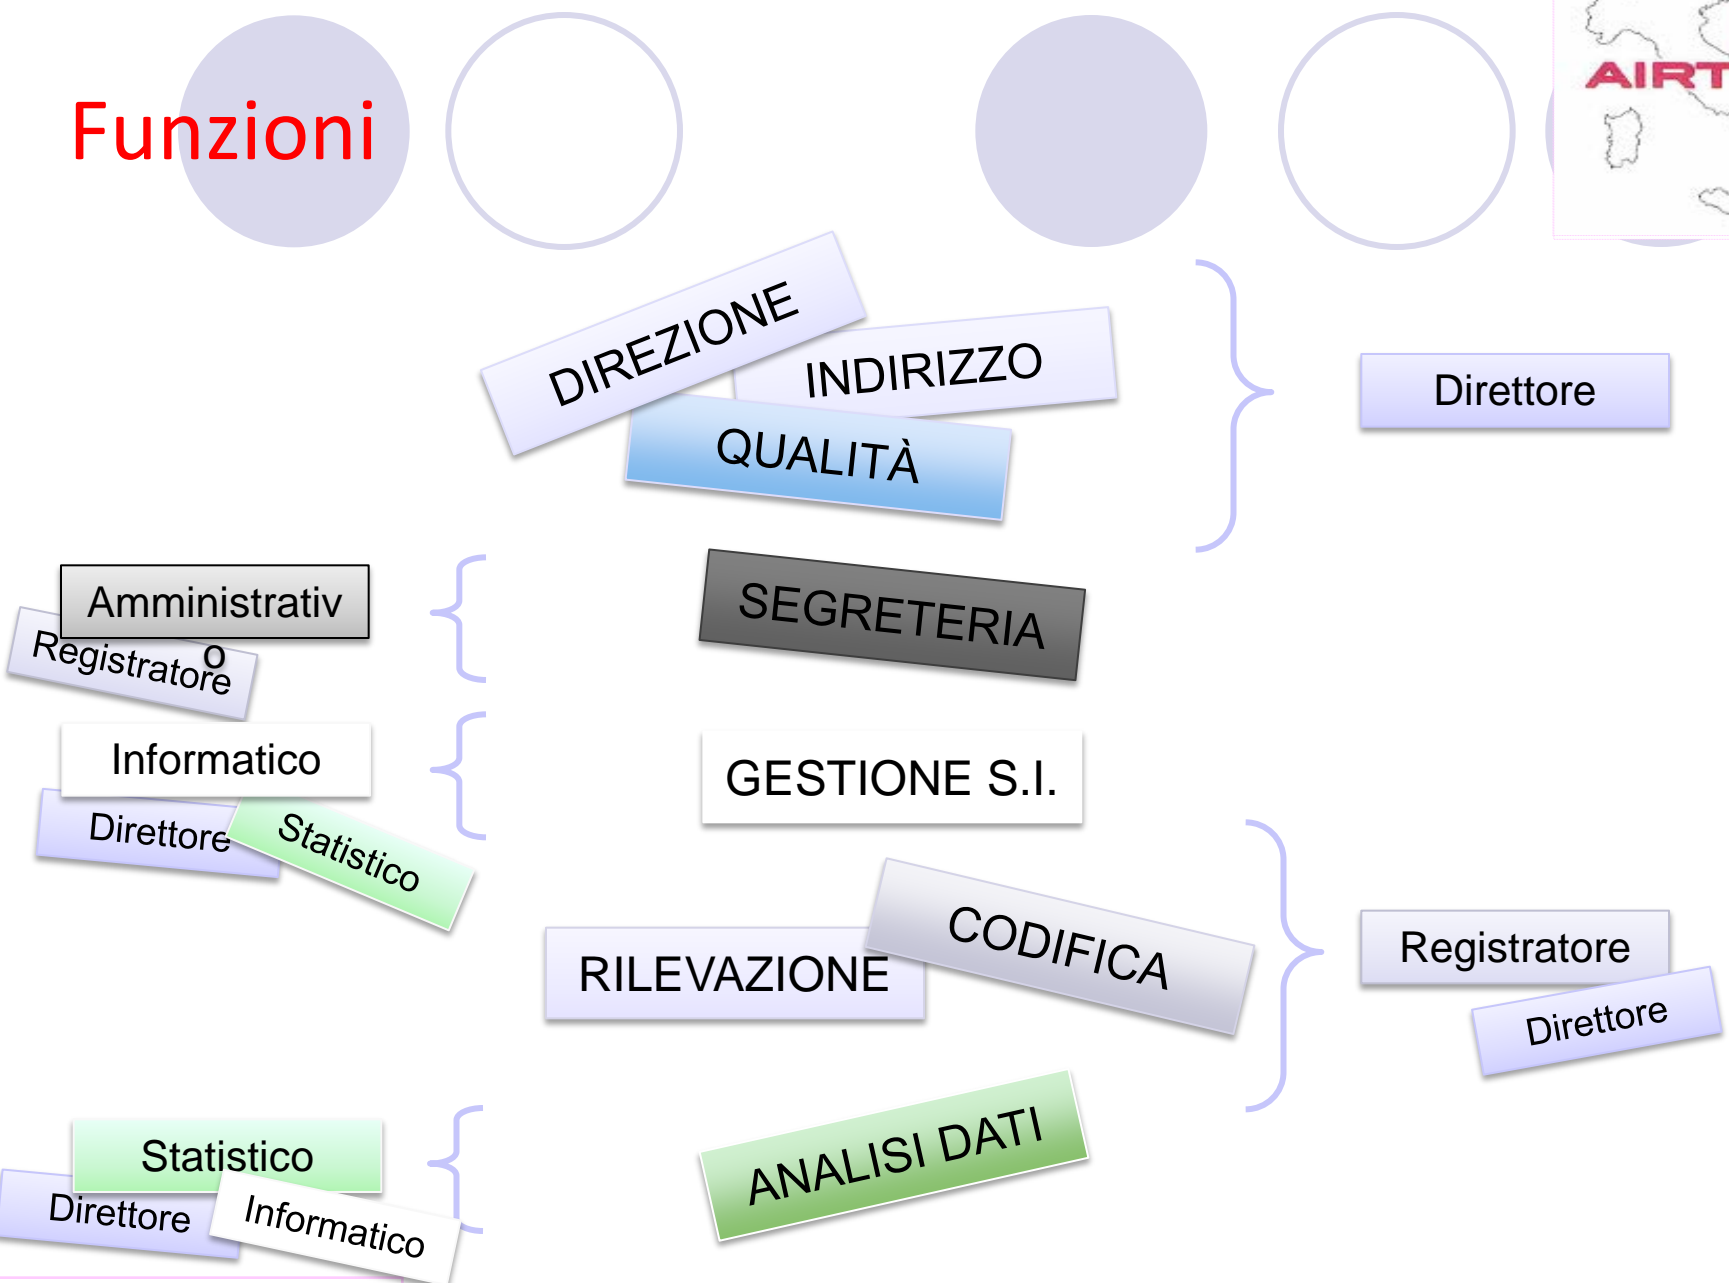 Funzioni
AIRT
DIREZIONE
INDIRIZZO
QUALITÀ
Direttore
Amministrativ
o
Registratore
SEGRETERIA
Informatico
Direttore
Statistico
GESTIONE S.I.
RILEVAZIONE
CODIFICA
Registratore
Direttore
Statistico
Direttore
Informatico
ANALISI DATI